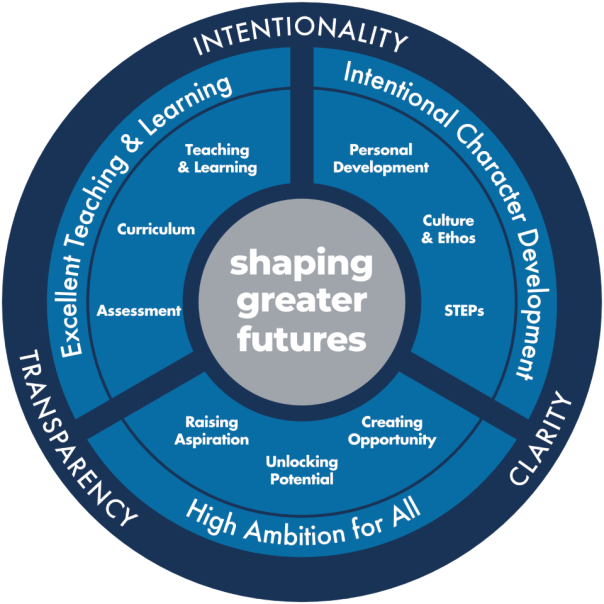 INTENTIONALITY
Excellent Teaching & Learning
Intentional Character Development
Teaching
& Learning
Personal
Development
Curriculum
Culture
& Ethos
shaping
greater
futures
Assessment
STEPs
TRANSPARENCY
CLARITY
Raising
Aspiration
Creating
Opportunity
Unlocking
Potential
High Ambition for All